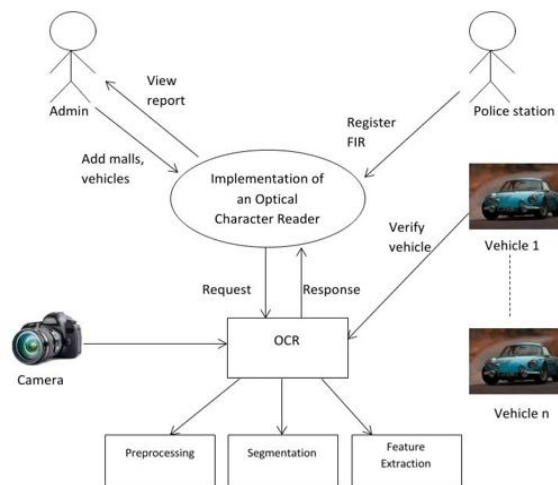 View
report
Admin
Police station
Register
FIR
Add malls,
vehicles
Implementation of
an Optical
Character Reader
Verify
vehicle
Vehicle 1
Request
Response
OCR
Camera
Vehicle n
Preprocessing
Segmentation
Feature
Extraction